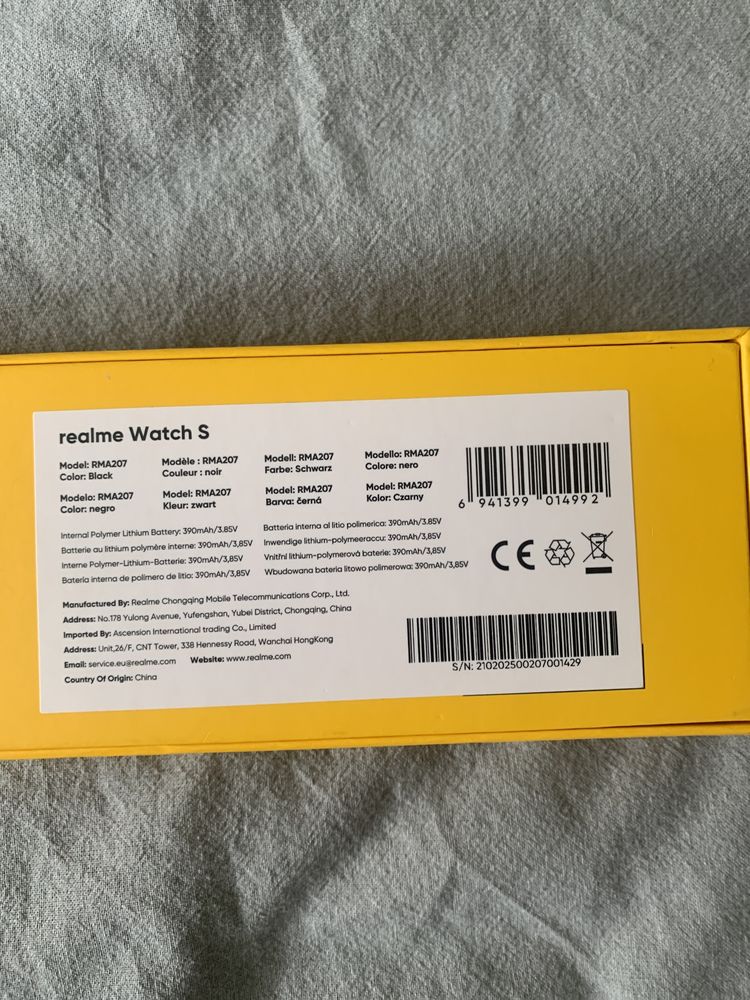 realme Watch S
Model: RMA207
Color: Black
Modèle : RMA207
Couleur : noir
Modell: RMA207
Farbe: Schwarz
Modello: RMA207
Colore: nero
Modelo: RMA207
Color: negro
Model: RMA207
Kleur: zwart
Model: RMA207
Barva: černá
Model: RMA207
Kolor: Czarny
6 941399 014992
Internal Polymer Lithium Battery: 390mAh/3.85V
Batterie au lithium polymère interne: 390mAh/3,85V
Interne Polymer-Lithium-Batterie: 390mAh/3,85V
Batería interna de polímero de litio: 390mAh/3,85V
Batteria interna al litio polimerica: 390mAh/3.85V
Inwendige lithium-polymeeraccu: 390mAh/3.85V
Vnitřní lithium-polymerová baterie: 390mAh/3,85V
Wbudowana bateria litowo polimerowa: 390mAh/3,85V
CE
Manufactured By: Realme Chongqing Mobile Telecommunications Corp., Ltd.
Address: No.178 Yulong Avenue, Yufengshan, Yubei District, Chongqing, China
Imported By: Ascension International trading Co., Limited
Address: Unit,26/F, CNT Tower, 338 Hennessy Road, Wanchai HongKong
Email: service.eu@realme.com Website: www.realme.com
Country Of Origin: China
S/N: 210202500207001429